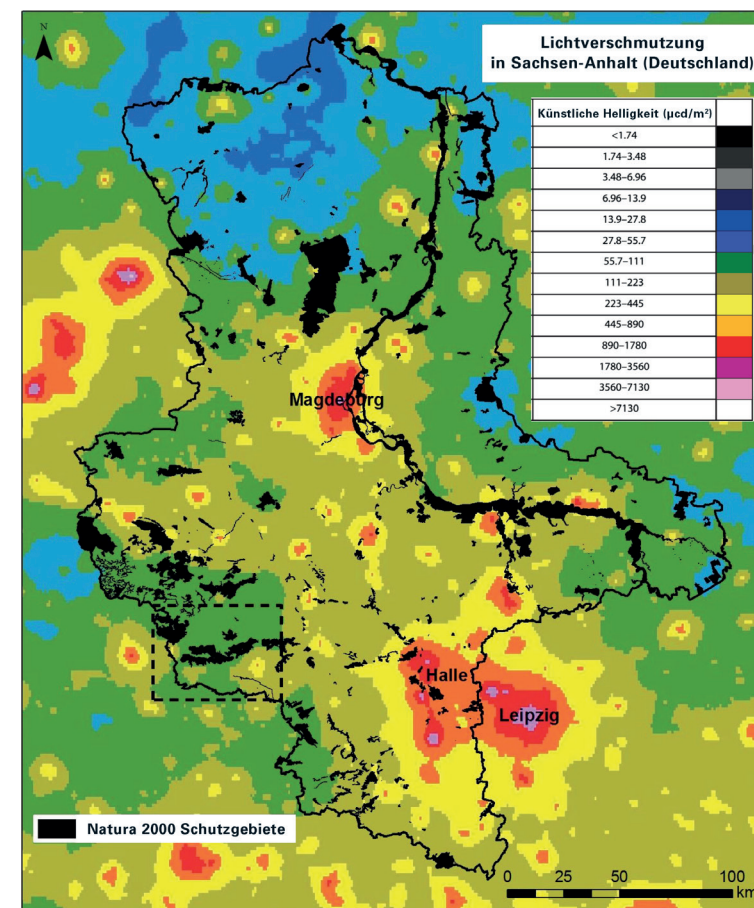 N
Lichtverschmutzung
in Sachsen-Anhalt (Deutschland)
Künstliche Helligkeit (µcd/m²)
<1.74
1.74–3.48
3.48–6.96
6.96–13.9
13.9–27.8
27.8–55.7
55.7–111
111–223
223–445
445–890
890–1780
1780–3560
3560–7130
>7130
Magdeburg
Halle
Leipzig
Natura 2000 Schutzgebiete
0 25 50 100
km